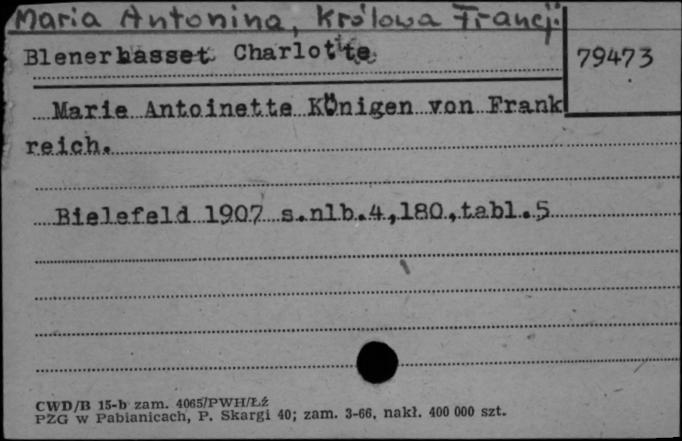 Maria Antonina, Królowa Francji.
Blenerhasset Charlotte
79473
Marie Antoinette Königen von Frank
reich.
Bielefeld 1907 s.nlb.4,180,tabl.5
CWD/B 15-b zam. 4065/PWH/Łź
PZG w Pabianicach, P. Skargi 40; zam. 3-66, nakł. 400 000 szt.